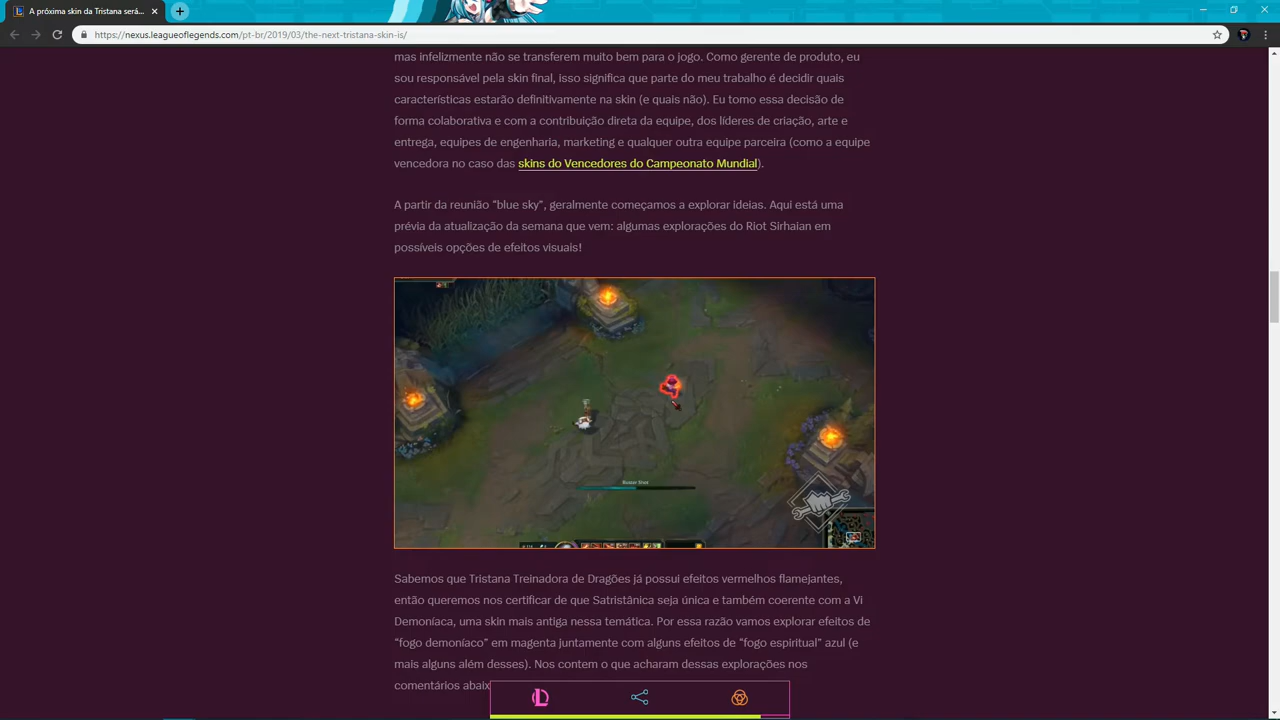 A próxima skin da Tristana será...
https://nexus.leagueoflegends.com/pt-br/2019/03/the-next-tristana-skin-is/
mas infelizmente não se transferem muito bem para o jogo. Como gerente de produto, eu
sou responsável pela skin final, isso significa que parte do meu trabalho é decidir quais
características estarão definitivamente na skin (e quais não). Eu tomo essa decisão de
forma colaborativa e com a contribuição direta da equipe, dos líderes de criação, arte e
entrega, equipes de engenharia, marketing e qualquer outra equipe parceira (como a equipe
vencedora no caso das skins do Vencedores do Campeonato Mundial).
A partir da reunião “blue sky”, geralmente começamos a explorar ideias. Aqui está uma
prévia da atualização da semana que vem: algumas explorações do Riot Sirhaian em
possíveis opções de efeitos visuais!
Buster Shot
Sabemos que Tristana Treinadora de Dragões já possui efeitos vermelhos flamejantes,
então queremos nos certificar de que Satristânica seja única e também coerente com a Vi
Demoníaca, uma skin mais antiga nessa temática. Por essa razão vamos explorar efeitos de
“fogo demoníaco” em magenta juntamente com alguns efeitos de “fogo espiritual” azul (e
mais alguns além desses). Nos contem o que acharam dessas explorações nos
comentários abaix